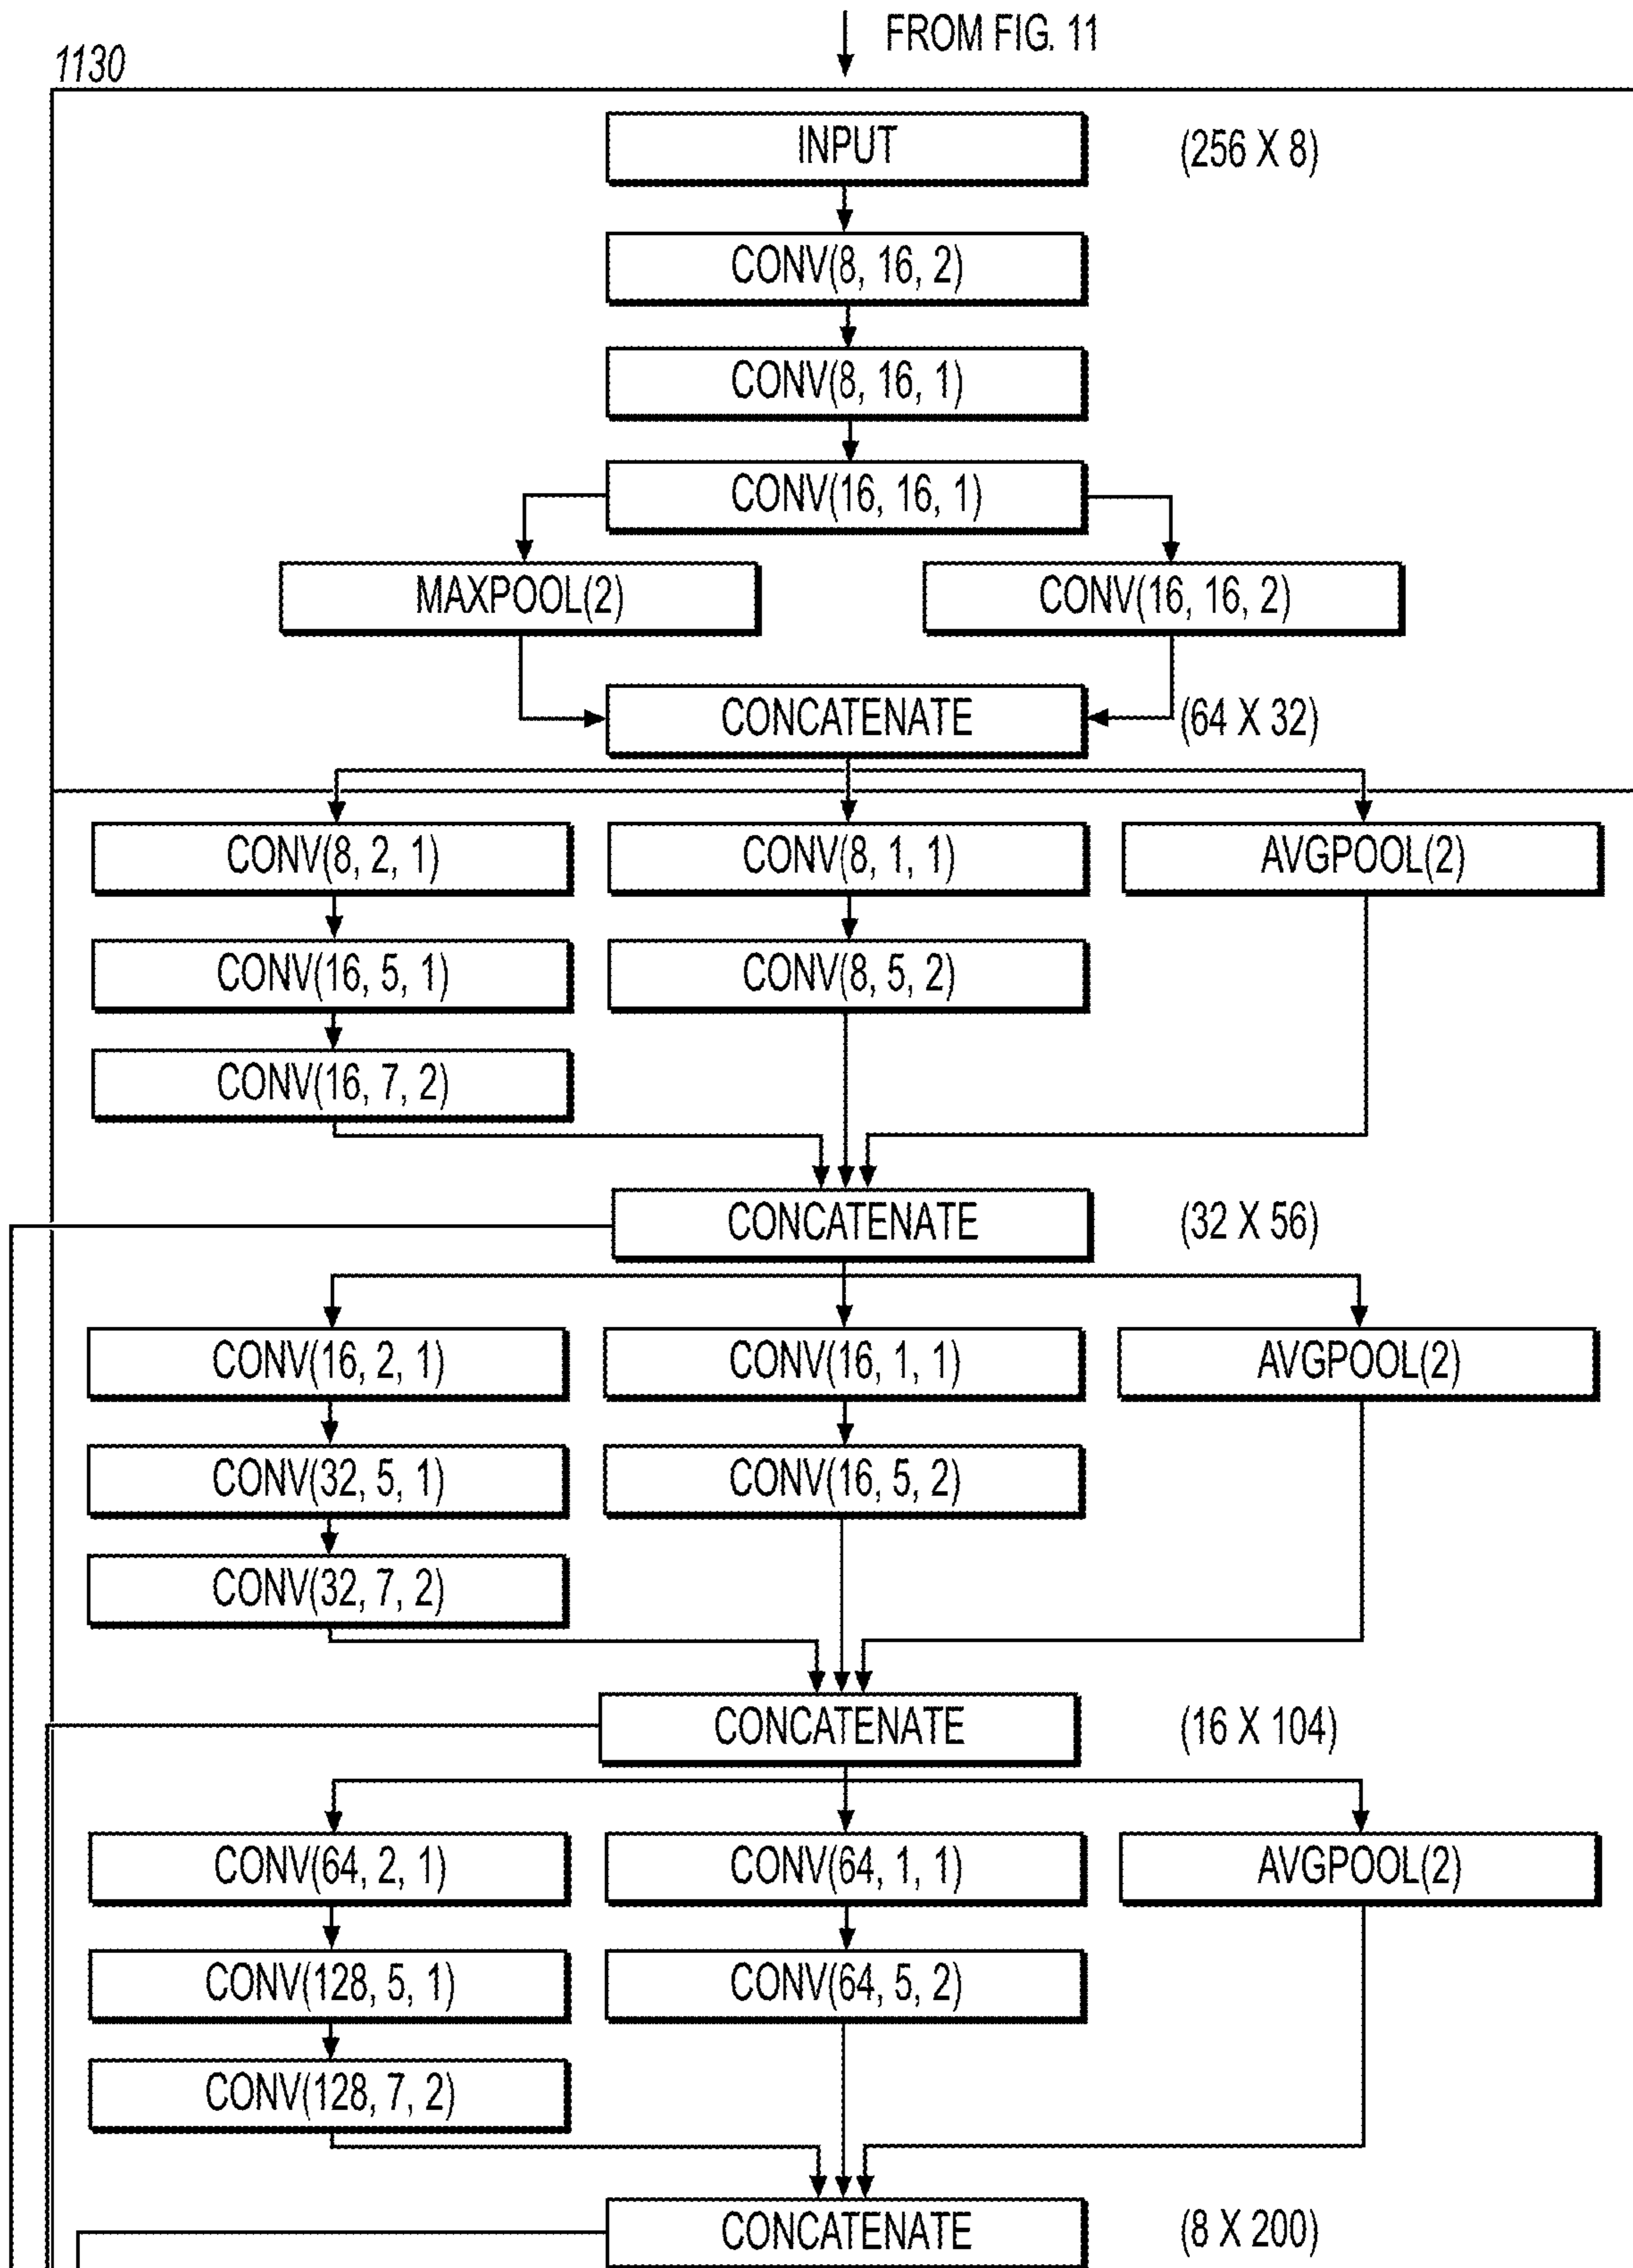 FROM FIG. 11
1130
INPUT (256 X 8)
CONV(8, 16, 2)
CONV(8, 16, 1)
CONV(16, 16, 1)
MAXPOOL(2) CONV(16, 16, 2)
CONCATENATE (64 X 32)
CONV(8, 2, 1) CONV(8, 1, 1) AVGPOOL(2)
CONV(16, 5, 1) CONV(8, 5, 2)
CONV(16, 7, 2)
CONCATENATE (32 X 56)
CONV(16, 2, 1) CONV(16, 1, 1) AVGPOOL(2)
CONV(32, 5, 1) CONV(16, 5, 2)
CONV(32, 7, 2)
CONCATENATE (16 X 104)
CONV(64, 2, 1) CONV(64, 1, 1) AVGPOOL(2)
CONV(128, 5, 1) CONV(64, 5, 2)
CONV(128, 7, 2)
CONCATENATE (8 X 200)